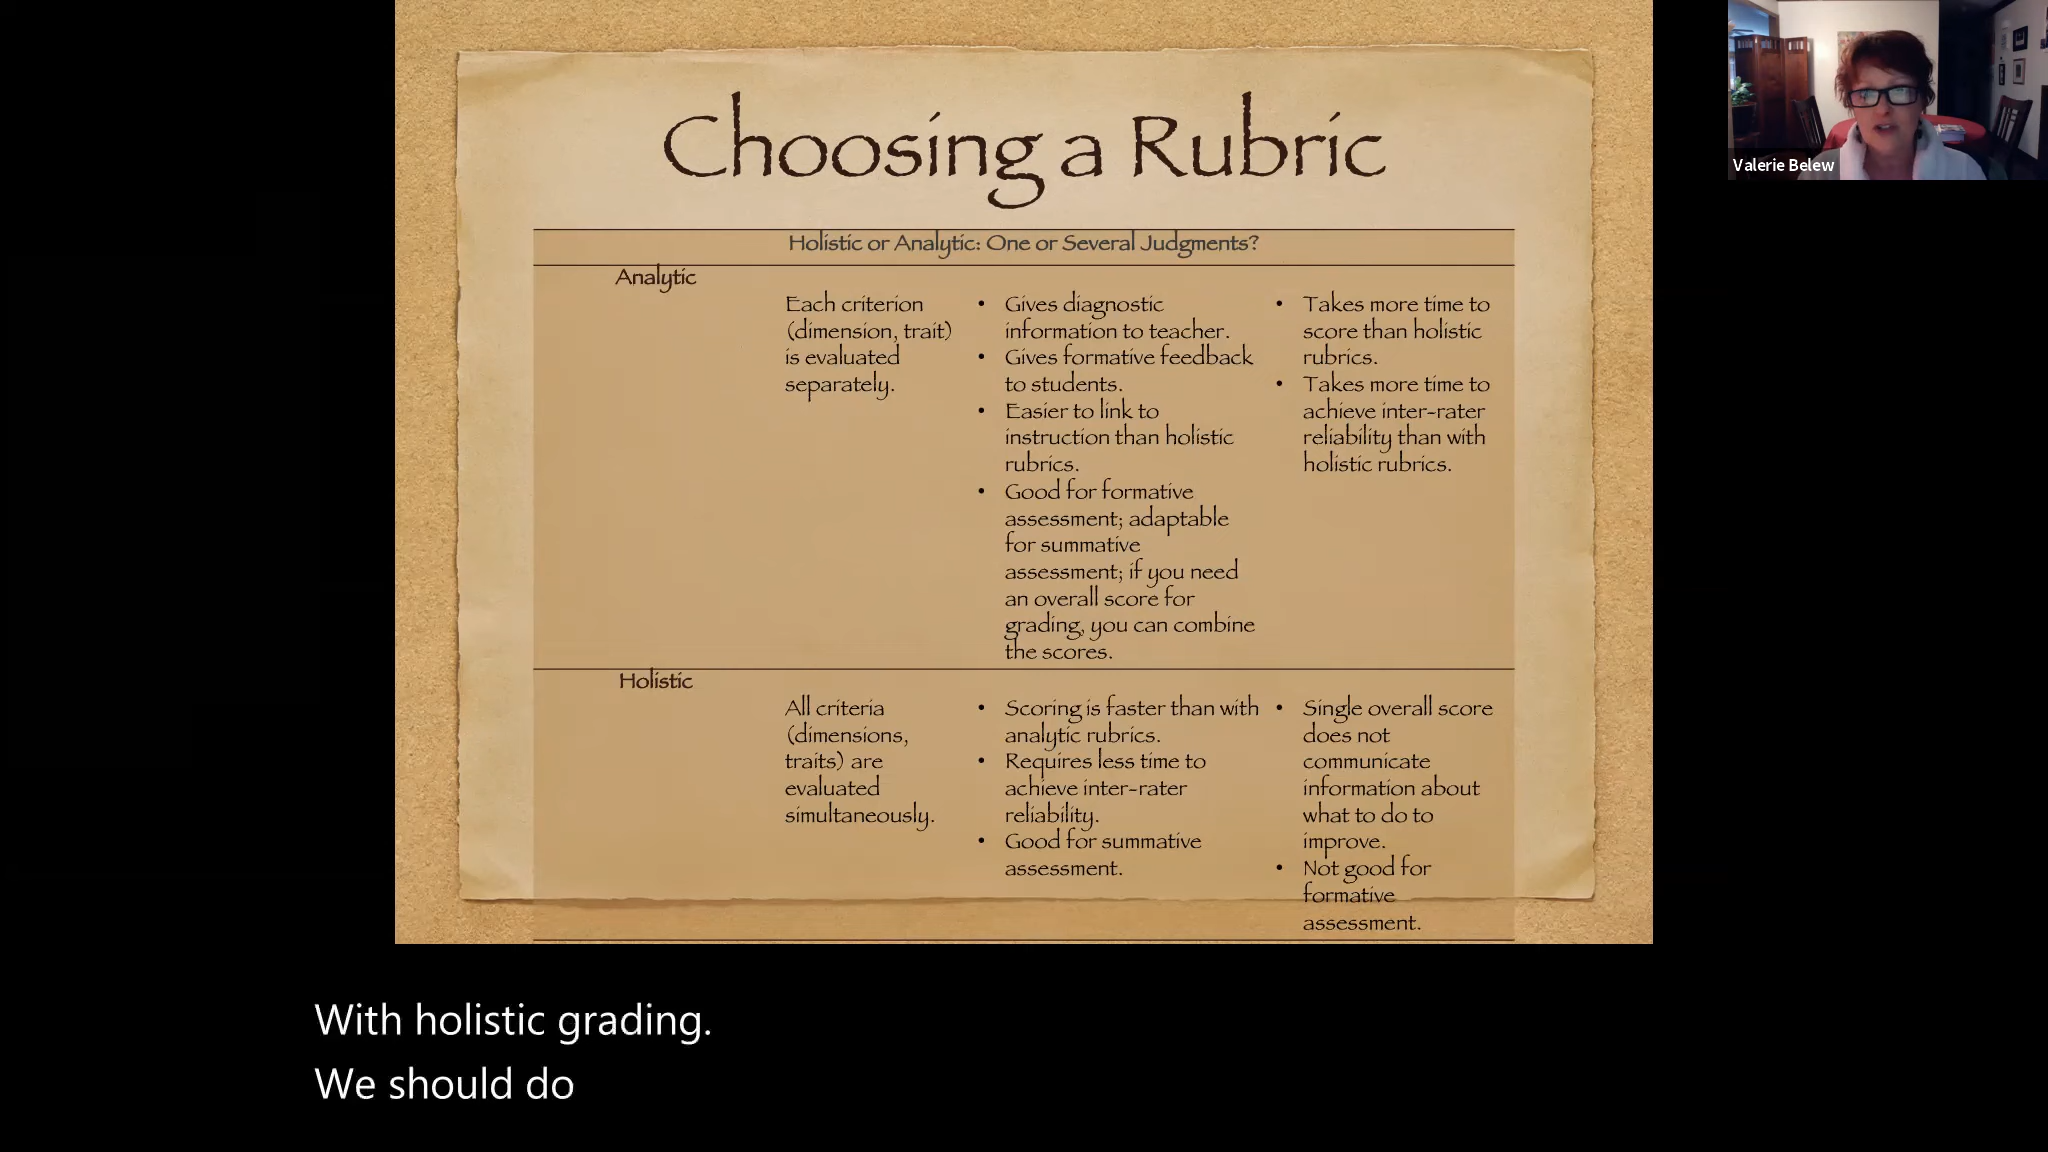 Choosing a Rubric
Holistic or Analytic: One or Several Judgments?
Analytic
Each criterion
(dimension, trait)
is evaluated
separately.
• Gives diagnostic
information to teacher.
• Gives formative feedback
to students.
• Easier to link to
instruction than holistic
rubrics.
• Good for formative
assessment; adaptable
for summative
assessment; if you need
an overall score for
grading, you can combine
the scores.
• Takes more time to
score than holistic
rubrics.
• Takes more time to
achieve inter-rater
reliability than with
holistic rubrics.
Holistic
All criteria
(dimensions,
traits) are
evaluated
simultaneously.
• Scoring is faster than with
analytic rubrics.
• Requires less time to
achieve inter-rater
reliability.
• Good for summative
assessment.
• Single overall score
does not
communicate
information about
what to do to
improve.
• Not good for
formative
assessment.
Valerie Belew
With holistic grading.
We should do